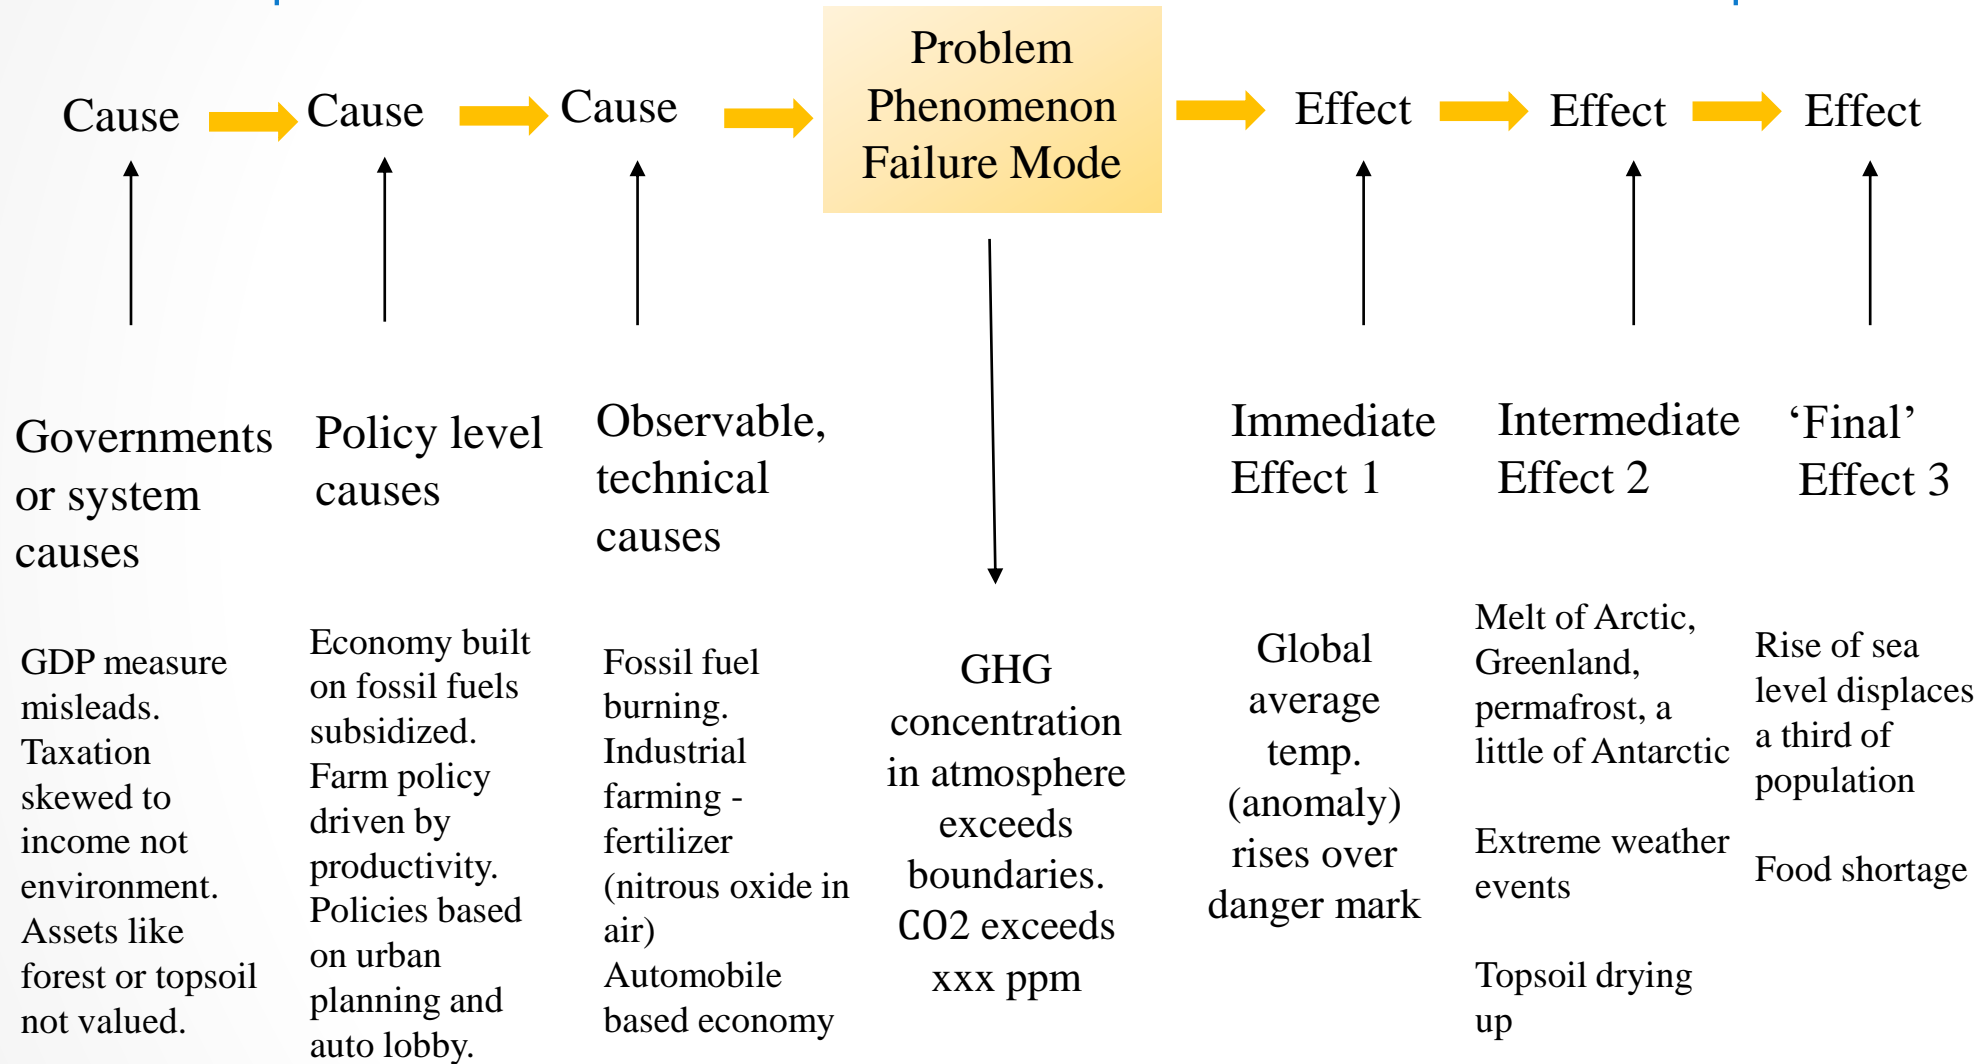 Cause
Cause
Cause
Problem
Phenomenon
Failure Mode
Effect
Effect
Effect
Governments
or system
causes
Policy level
causes
Observable,
technical
causes
Immediate
Effect 1
Intermediate
Effect 2
‘Final’
Effect 3
GDP measure
misleads.
Taxation
skewed to
income not
environment.
Assets like
forest or topsoil
not valued.
Economy built
on fossil fuels
subsidized.
Farm policy
driven by
productivity.
Policies based
on urban
planning and
auto lobby.
Fossil fuel
burning.
Industrial
farming -
fertilizer
(nitrous oxide in
air)
Automobile
based economy
GHG
concentration
in atmosphere
exceeds
boundaries.
CO2 exceeds
xxx ppm
Global
average
temp.
(anomaly)
rises over
danger mark
Melt of Arctic,
Greenland,
permafrost, a
little of Antarctic
Extreme weather
events
Topsoil drying
up
Rise of sea
level displaces
a third of
population
Food shortage